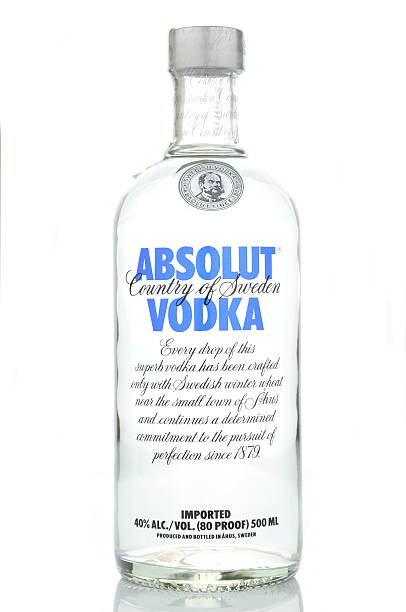 SWEDISH VODKA
ABSOLUT®
Country of Sweden
VODKA
Every drop of this
superb vodka has been crafted
only with Swedish winter wheat
near the small town of Åhus
and continues a determined
commitment to the pursuit of
perfection since 1879.
IMPORTED
40% ALC./VOL. (80 PROOF) 500 ML
PRODUCED AND BOTTLED IN ÅHUS, SWEDEN